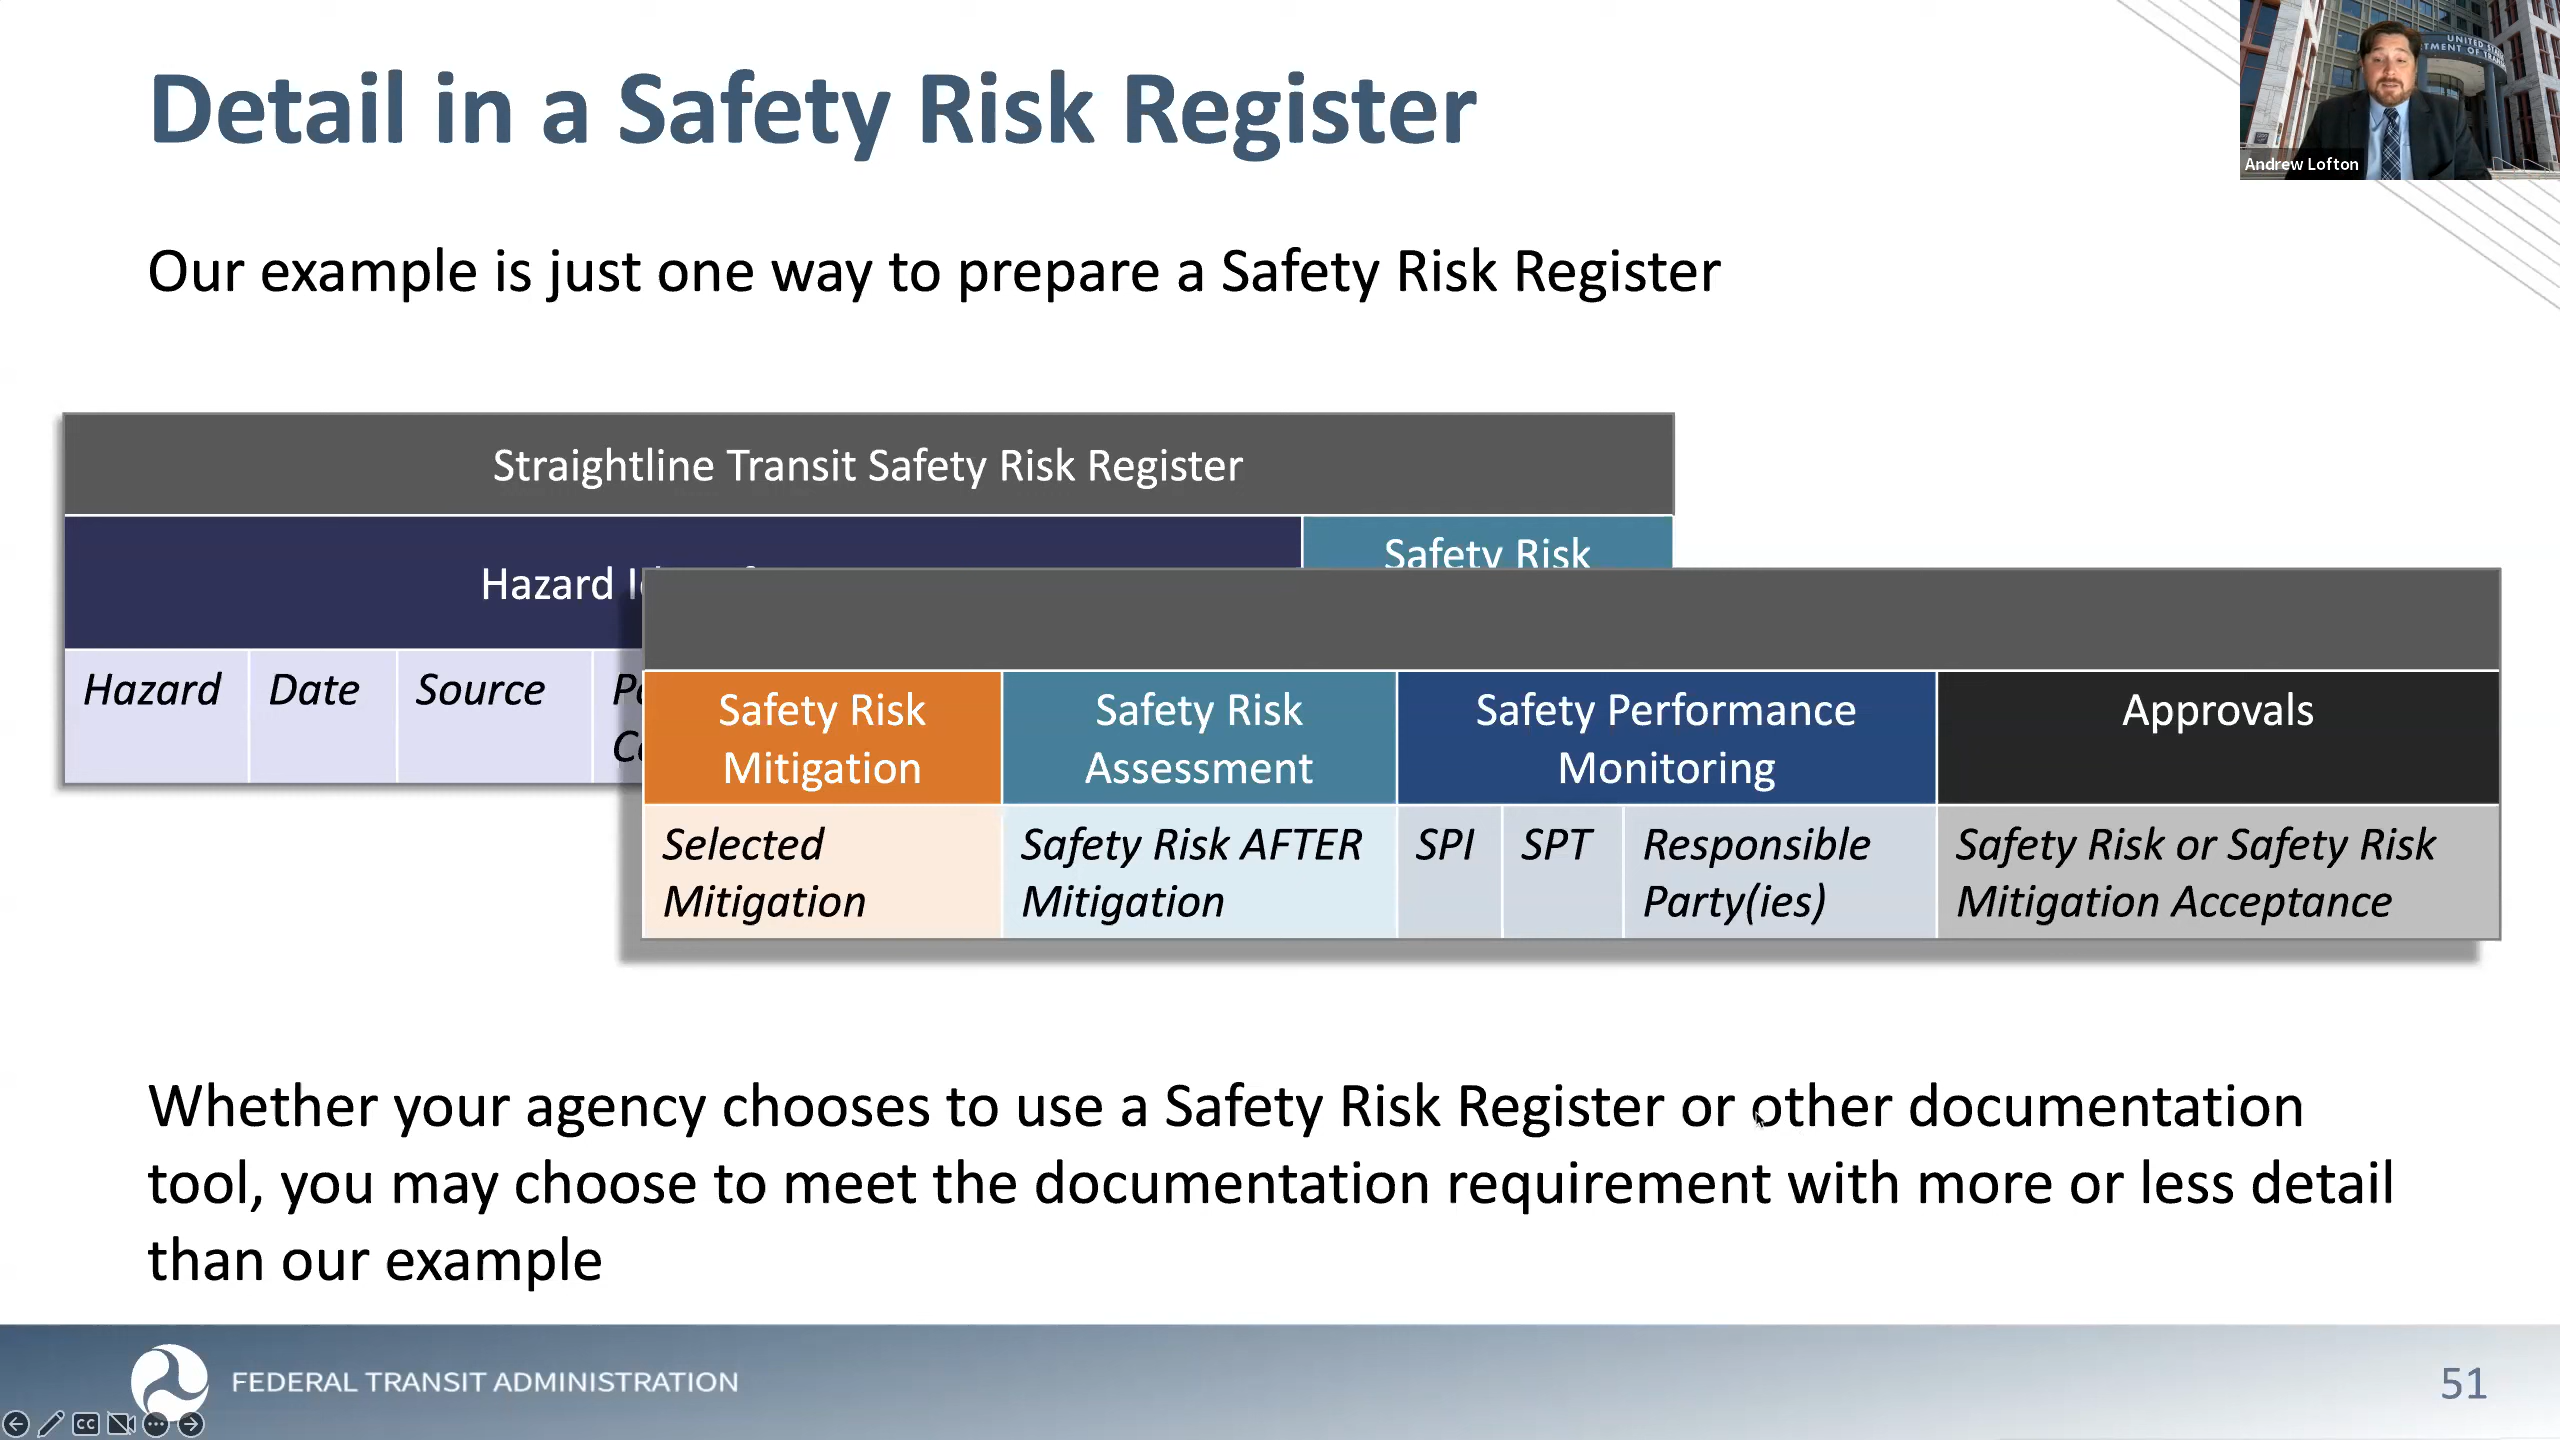 Detail in a Safety Risk Register
UNITED
TMENT OF
Andrew Lofton
Our example is just one way to prepare a Safety Risk Register
Straightline Transit Safety Risk Register
Hazard
Safety Risk
Hazard
Date
Source
Safety Risk
Mitigation
Safety Risk
Assessment
Safety Performance
Monitoring
Approvals
Selected
Mitigation
Safety Risk AFTER
Mitigation
SPI
SPT
Responsible
Party(ies)
Safety Risk or Safety Risk
Mitigation Acceptance
Whether your agency chooses to use a Safety Risk Register or other documentation
tool, you may choose to meet the documentation requirement with more or less detail
than our example
FEDERAL TRANSIT ADMINISTRATION
51
CC